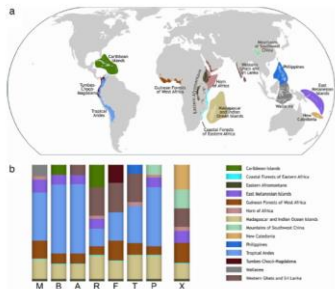 a
Caribbean
Islands
Mountains
of Southwest
China
Philippines
Tumbes-
Choco-
Magdalena
Guinean Forests
of West Africa
Horn of
Africa
Western
Ghats and
Sri Lanka
East
Melanesian
Islands
Tropical
Andes
Madagascar and
Indian Ocean Islands
Wallacea
New
Caledonia
Coastal Forests
of Eastern Africa
b
M B A R F T P X
Caribbean Islands
Coastal Forests of Eastern Africa
Eastern Afromontane
East Melanesian Islands
Guinean Forests of West Africa
Horn of Africa
Madagascar and Indian Ocean Islands
Mountains of Southwest China
New Caledonia
Philippines
Tropical Andes
Tumbes-Choco-Magdalena
Wallacea
Western Ghats and Sri Lanka